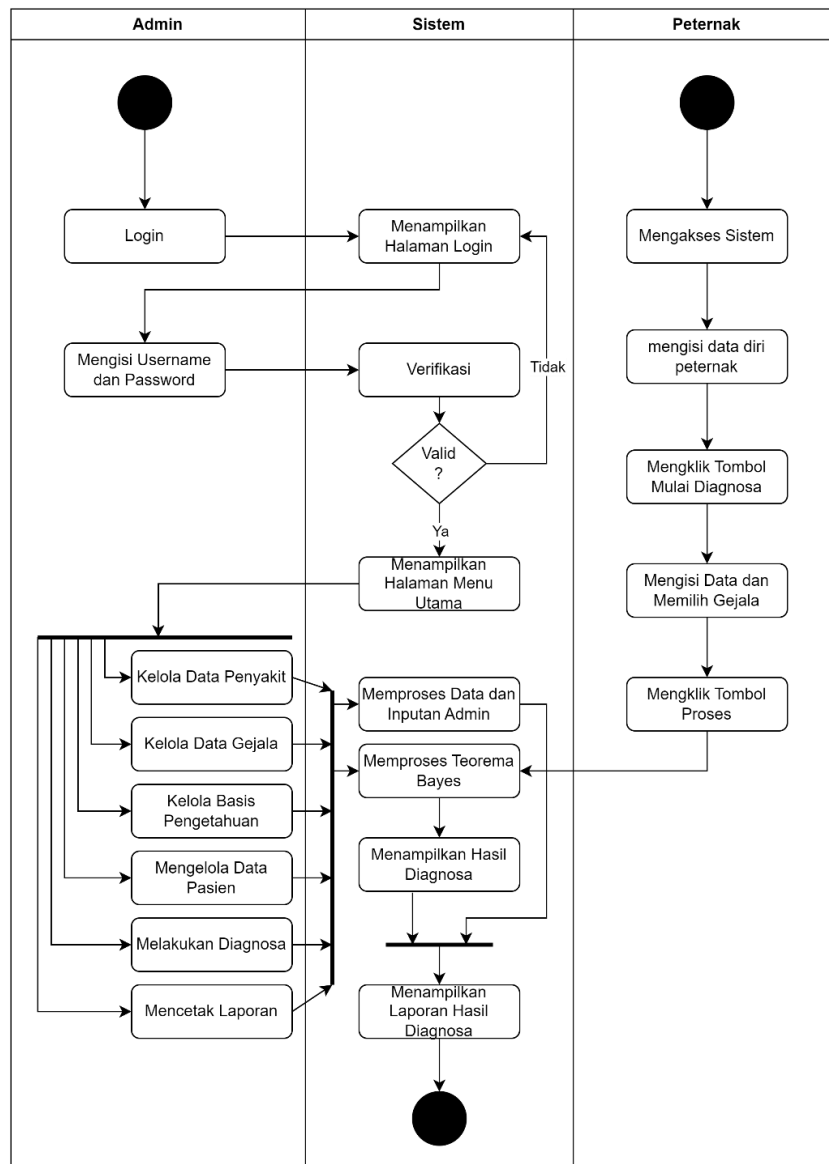 Admin
Sistem
Peternak
Login
Menampilkan
Halaman Login
Mengakses Sistem
Mengisi Username
dan Password
Verifikasi
Tidak
mengisi data diri
peternak
Valid
?
Mengklik Tombol
Mulai Diagnosa
Ya
Menampilkan
Halaman Menu
Utama
Mengisi Data dan
Memilih Gejala
Kelola Data Penyakit
Memproses Data dan
Inputan Admin
Mengklik Tombol
Proses
Kelola Data Gejala
Memproses Teorema
Bayes
Kelola Basis
Pengetahuan
Menampilkan Hasil
Diagnosa
Mengelola Data
Pasien
Melakukan Diagnosa
Mencetak Laporan
Menampilkan
Laporan Hasil
Diagnosa